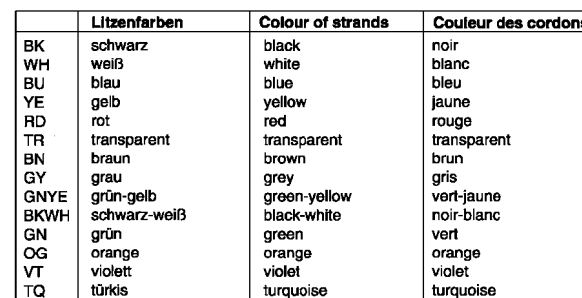 Litzenfarben Colour of strands Couleur des cordons
BK schwarz black noir
WH weiß white blanc
BU blau blue bleu
YE gelb yellow jaune
RD rot red rouge
TR transparent transparent transparent
BN braun brown brun
GY grau grey gris
GNYE grün-gelb green-yellow vert-jaune
BKWH schwarz-weiß black-white noir-blanc
GN grün green vert
OG orange orange orange
VT violett violet violet
TQ türkis turquoise turquoise